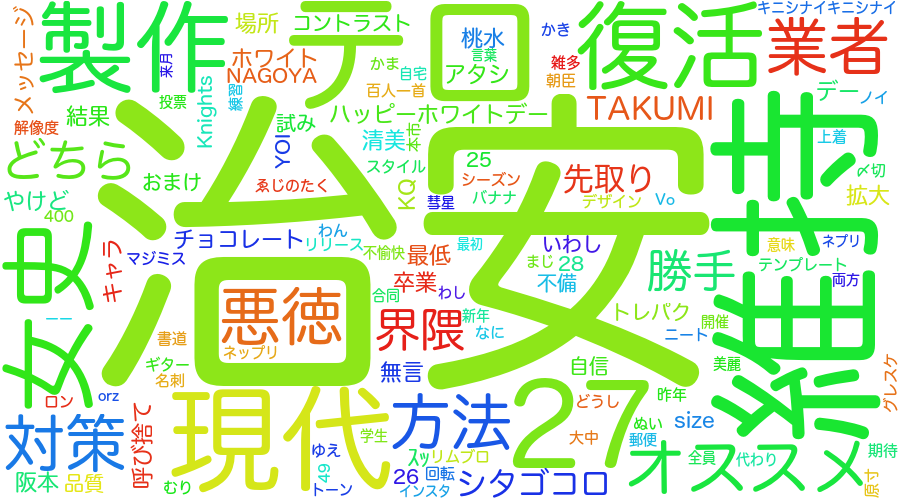 メッセージ
製作
場所
コントラスト
テロ
かき
桃水
言葉
アタシ
雑多
朝臣
復活
業者
キニシナイキニシナイ
来月
投票
ホワイト
NAGOYA
練習
かま
自宅
百人一首
TAKUMI
デー
ノイ
解像度
結果
Knights
試み
ハッピーホワイトデー
上着
どちら
YOI
清美
本市
治安
維持
〆切
やけど
400
おまけ
ゑじのたく
スタイル
KQ
25
シーズン
バナナ
彗星
先取り
デザイン
Vo
拡大
女史
キャラ
チョコレート
わん
リリース
マジミス
不愉快
最低
最初
いわし
まじ
28
不備
勝手
意味
ネプリ
テンプレート
両方
卒業
合同
わし
悪徳
界隈
新年
なに
トレパク
開催
ニート
ーー
書道
ギター
名刺
ネップリ
無言
自信
美麗
グレスケ
ロン
orz
現代
方法
27
どうし
昨年
ぬい
size
対策
呼び捨て
ゆえ
学生
スッ
リムブロ
大中
郵便
オススメ
全員
代わり
期待
阪本
品質
むり
49
トーン
26
回転
インスタ
シタゴコロ
原寸